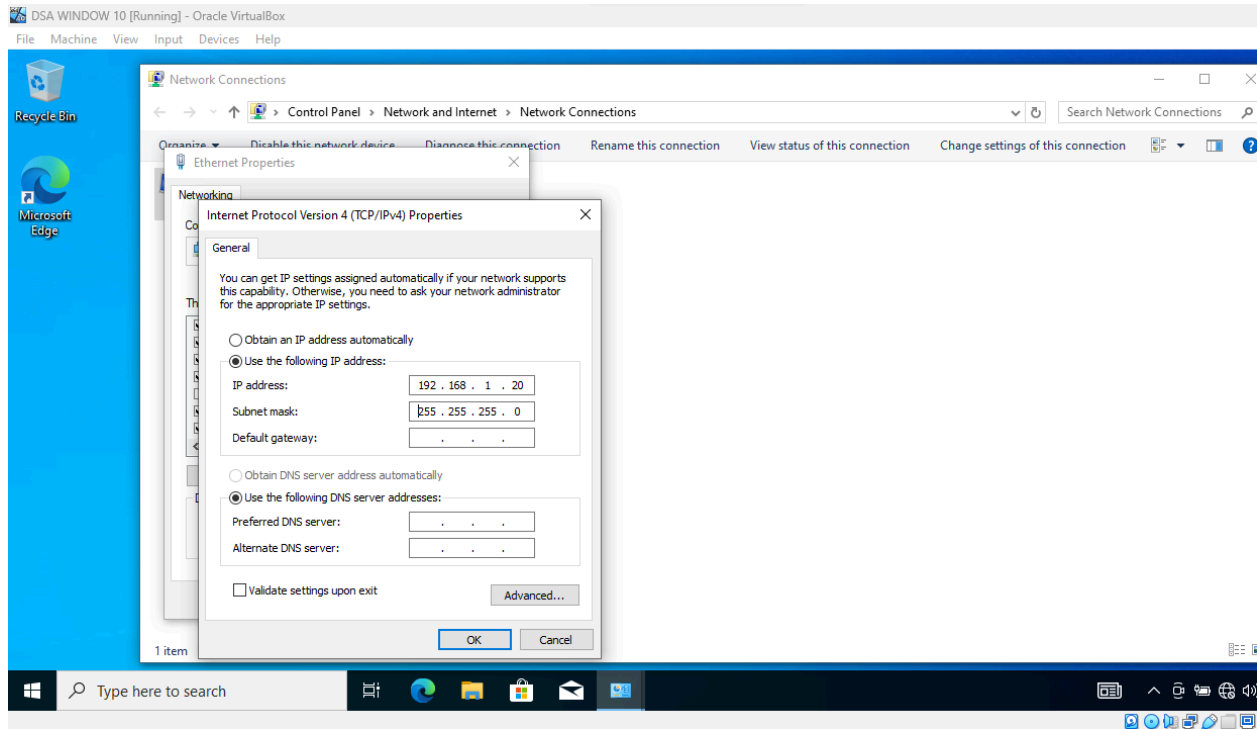 DSA WINDOW 10 [Running] - Oracle VirtualBox
File Machine View Input Devices Help
Recycle Bin
Microsoft
Edge
Network Connections
Control Panel > Network and Internet > Network Connections
Search Network Connections
Organize Disable this network device Diagnose this connection Rename this connection View status of this connection Change settings of this connection
Ethernet Properties
Networking
Co
Th
Internet Protocol Version 4 (TCP/IPv4) Properties
General
You can get IP settings assigned automatically if your network supports
this capability. Otherwise, you need to ask your network administrator
for the appropriate IP settings.
Obtain an IP address automatically
Use the following IP address:
IP address: 192 . 168 . 1 . 20
Subnet mask: 255 . 255 . 255 . 0
Default gateway: . . .
Obtain DNS server address automatically
Use the following DNS server addresses:
Preferred DNS server: . . .
Alternate DNS server: . . .
Validate settings upon exit
Advanced...
OK Cancel
1 item
Type here to search